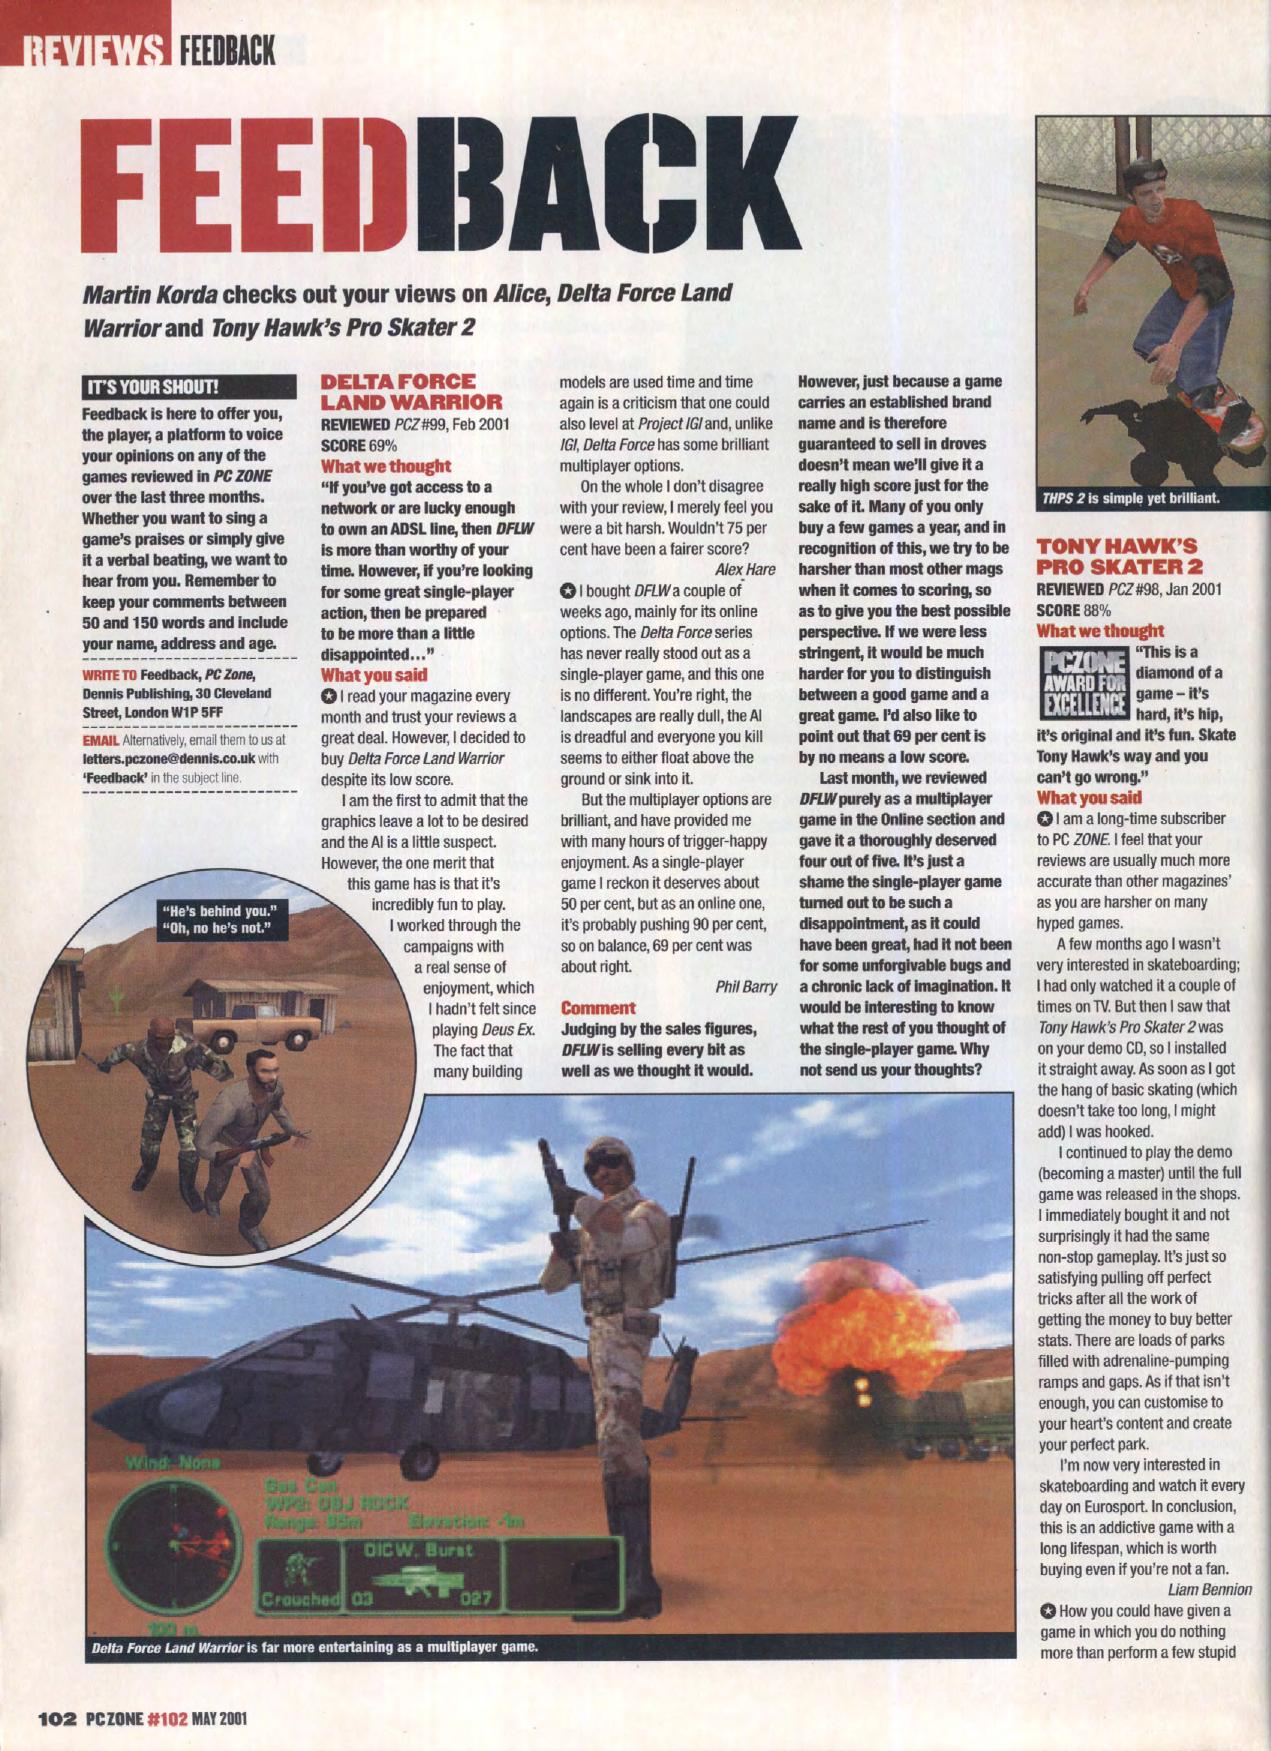 REVIEWS FEEDBACK
FEEDBACK
Martin Korda checks out your views on Alice, Delta Force Land
Warrior and Tony Hawk's Pro Skater 2
IT'S YOUR SHOUT!
Feedback is here to offer you,
the player, a platform to voice
your opinions on any of the
games reviewed in PC ZONE
over the last three months.
Whether you want to sing a
game's praises or simply give
it a verbal beating, we want to
hear from you. Remember to
keep your comments between
50 and 150 words and include
your name, address and age.
WRITE TO Feedback, PC Zone,
Dennis Publishing, 30 Cleveland
Street, London W1P 5FF
EMAIL Alternatively, email them to us at
letters.pczone@dennis.co.uk with
'Feedback' in the subject line.
"He's behind you."
"Oh, no he's not."
DELTA FORCE
LAND WARRIOR
REVIEWED PCZ #99, Feb 2001
SCORE 69%
What we thought
"If you've got access to a
network or are lucky enough
to own an ADSL line, then DFLW
is more than worthy of your
time. However, if you're looking
for some great single-player
action, then be prepared
to be more than a little
disappointed..."
What you said
I read your magazine every
month and trust your reviews a
great deal. However, I decided to
buy Delta Force Land Warrior
despite its low score.
I am the first to admit that the
graphics leave a lot to be desired
and the AI is a little suspect.
However, the one merit that
this game has is that it's
incredibly fun to play.
I worked through the
campaigns with
a real sense of
enjoyment, which
I hadn't felt since
playing Deus Ex.
The fact that
many building
models are used time and time
again is a criticism that one could
also level at Project IGI and, unlike
IGI, Delta Force has some brilliant
multiplayer options.
On the whole I don't disagree
with your review, I merely feel you
were a bit harsh. Wouldn't 75 per
cent have been a fairer score?
Alex Hare
I bought DFLW a couple of
weeks ago, mainly for its online
options. The Delta Force series
has never really stood out as a
single-player game, and this one
is no different. You're right, the
landscapes are really dull, the AI
is dreadful and everyone you kill
seems to either float above the
ground or sink into it.
But the multiplayer options are
brilliant, and have provided me
with many hours of trigger-happy
enjoyment. As a single-player
game I reckon it deserves about
50 per cent, but as an online one,
it's probably pushing 90 per cent,
so on balance, 69 per cent was
about right.
Phil Barry
Comment
Judging by the sales figures,
DFLW is selling every bit as
well as we thought it would.
However, just because a game
carries an established brand
name and is therefore
guaranteed to sell in droves
doesn't mean we'll give it a
really high score just for the
sake of it. Many of you only
buy a few games a year, and in
recognition of this, we try to be
harsher than most other mags
when it comes to scoring, so
as to give you the best possible
perspective. If we were less
stringent, it would be much
harder for you to distinguish
between a good game and a
great game. I'd also like to
point out that 69 per cent is
by no means a low score.
Last month, we reviewed
DFLW purely as a multiplayer
game in the Online section and
gave it a thoroughly deserved
four out of five. It's just a
shame the single-player game
turned out to be such a
disappointment, as it could
have been great, had it not been
for some unforgivable bugs and
a chronic lack of imagination. It
would be interesting to know
what the rest of you thought of
the single-player game. Why
not send us your thoughts?
Wind: None
Gas Can
WP2: OBJ ROCK
Range: 85m Elevation: -1m
OICW, Burst
Crouched 03 027
100 m
Delta Force Land Warrior is far more entertaining as a multiplayer game.
THPS 2 is simple yet brilliant.
TONY HAWK'S
PRO SKATER 2
REVIEWED PCZ #98, Jan 2001
SCORE 88%
What we thought
PCZONE
AWARD FOR
EXCELLENCE
"This is a
diamond of a
game – it's
hard, it's hip,
it's original and it's fun. Skate
Tony Hawk's way and you
can't go wrong."
What you said
I am a long-time subscriber
to PC ZONE. I feel that your
reviews are usually much more
accurate than other magazines'
as you are harsher on many
hyped games.
A few months ago I wasn't
very interested in skateboarding;
I had only watched it a couple of
times on TV. But then I saw that
Tony Hawk's Pro Skater 2 was
on your demo CD, so I installed
it straight away. As soon as I got
the hang of basic skating (which
doesn't take too long, I might
add) I was hooked.
I continued to play the demo
(becoming a master) until the full
game was released in the shops.
I immediately bought it and not
surprisingly it had the same
non-stop gameplay. It's just so
satisfying pulling off perfect
tricks after all the work of
getting the money to buy better
stats. There are loads of parks
filled with adrenaline-pumping
ramps and gaps. As if that isn't
enough, you can customise to
your heart's content and create
your perfect park.
I'm now very interested in
skateboarding and watch it every
day on Eurosport. In conclusion,
this is an addictive game with a
long lifespan, which is worth
buying even if you're not a fan.
Liam Bennion
How you could have given a
game in which you do nothing
more than perform a few stupid
102 PCZONE #102 MAY 2001